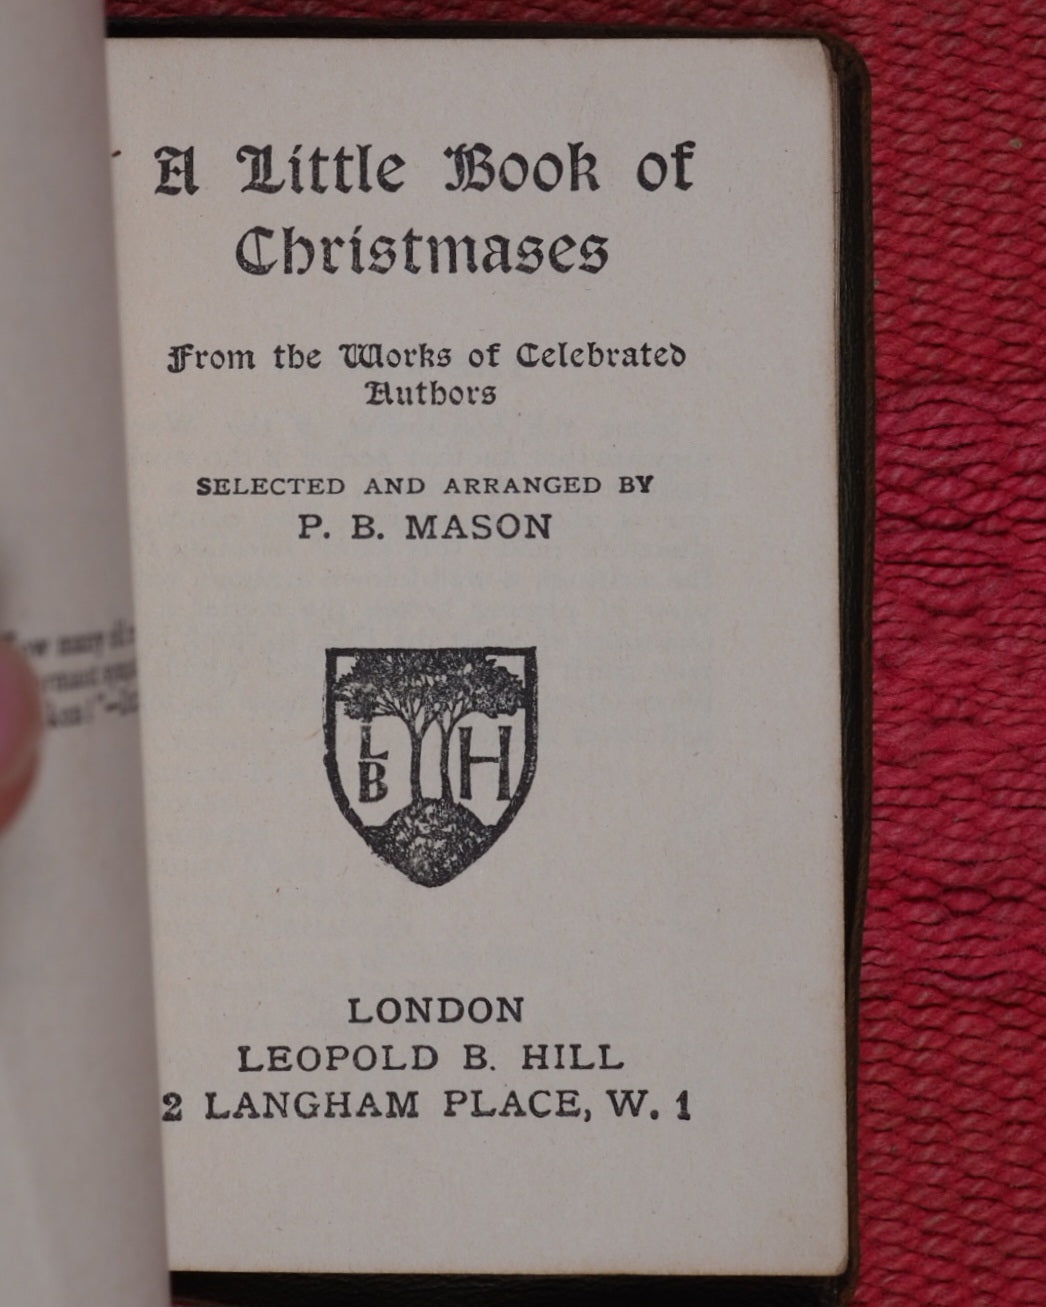 A Little Book of
Christmases
From the Works of Celebrated
Authors
SELECTED AND ARRANGED BY
P. B. MASON
L
B H
LONDON
LEOPOLD B. HILL
2 LANGHAM PLACE, W. 1
many